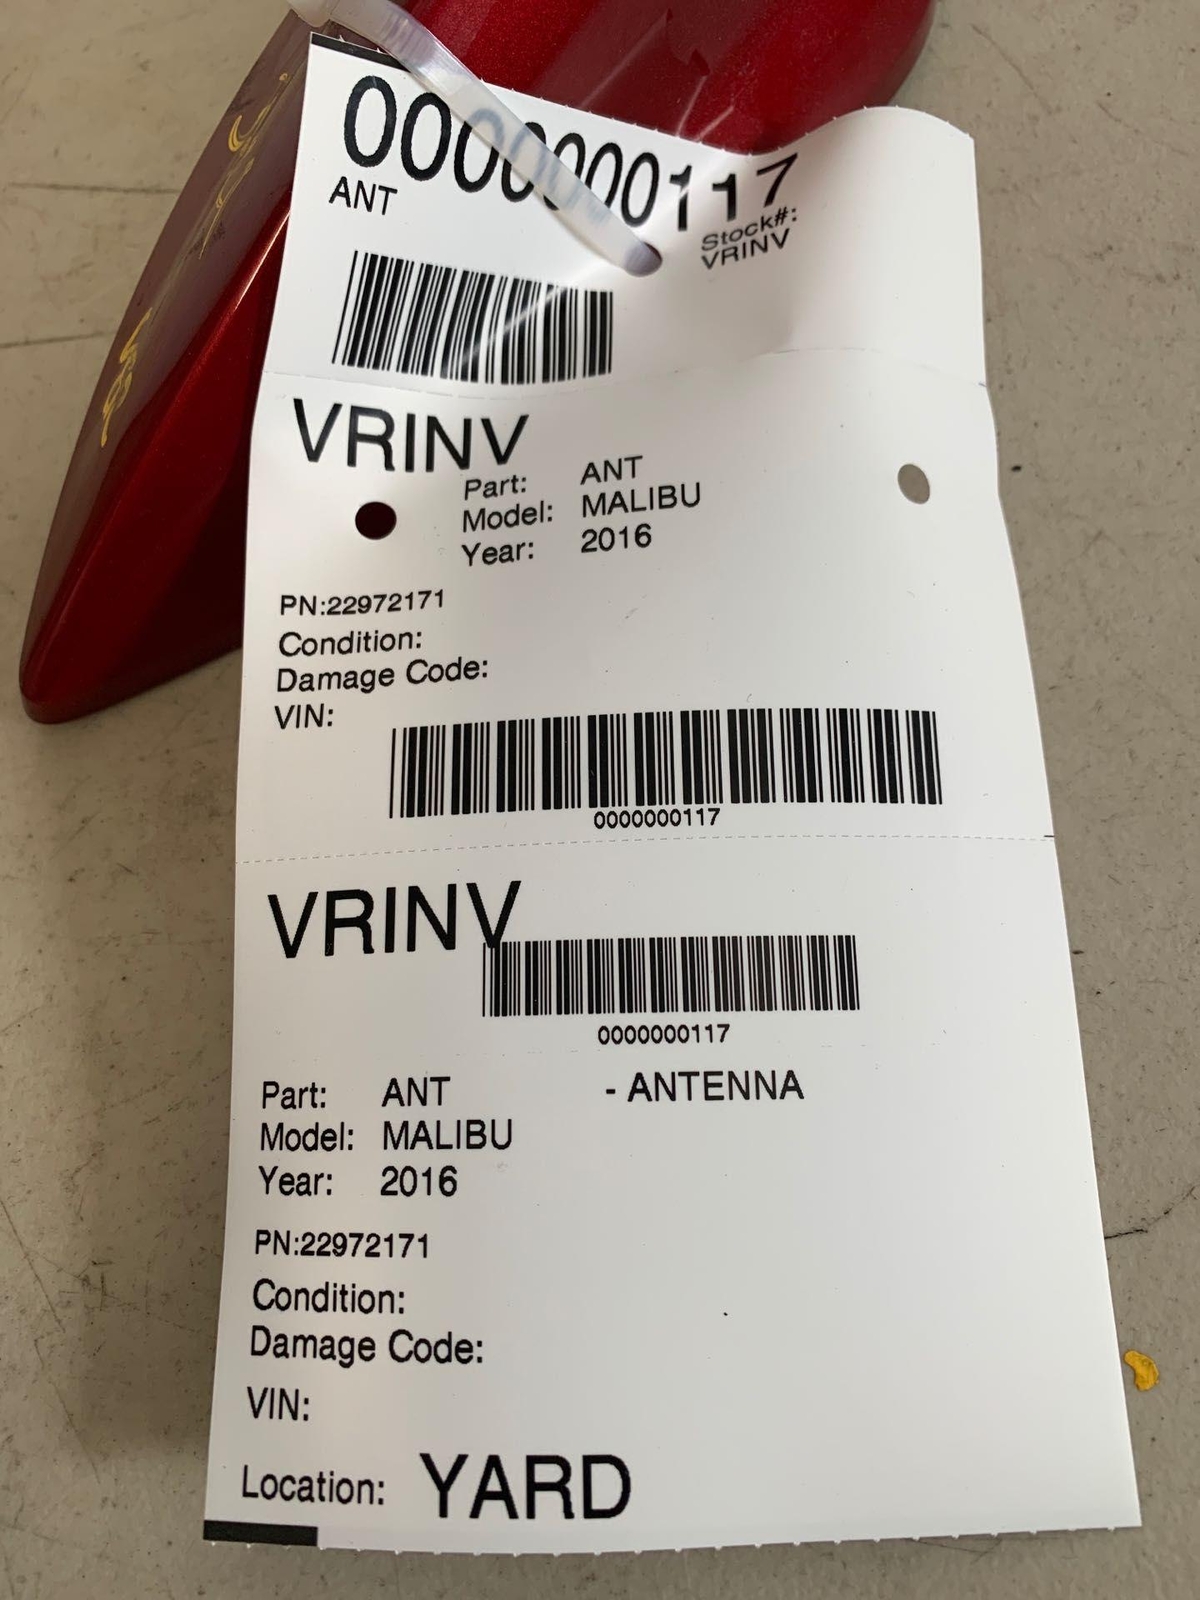 0000000117
ANT
Stock#:
VRINV
VRINV
Part: ANT
Model: MALIBU
Year: 2016
PN:22972171
Condition:
Damage Code:
VIN:
0000000117
VRINV
0000000117
Part: ANT - ANTENNA
Model: MALIBU
Year: 2016
PN:22972171
Condition:
Damage Code:
VIN:
Location: YARD